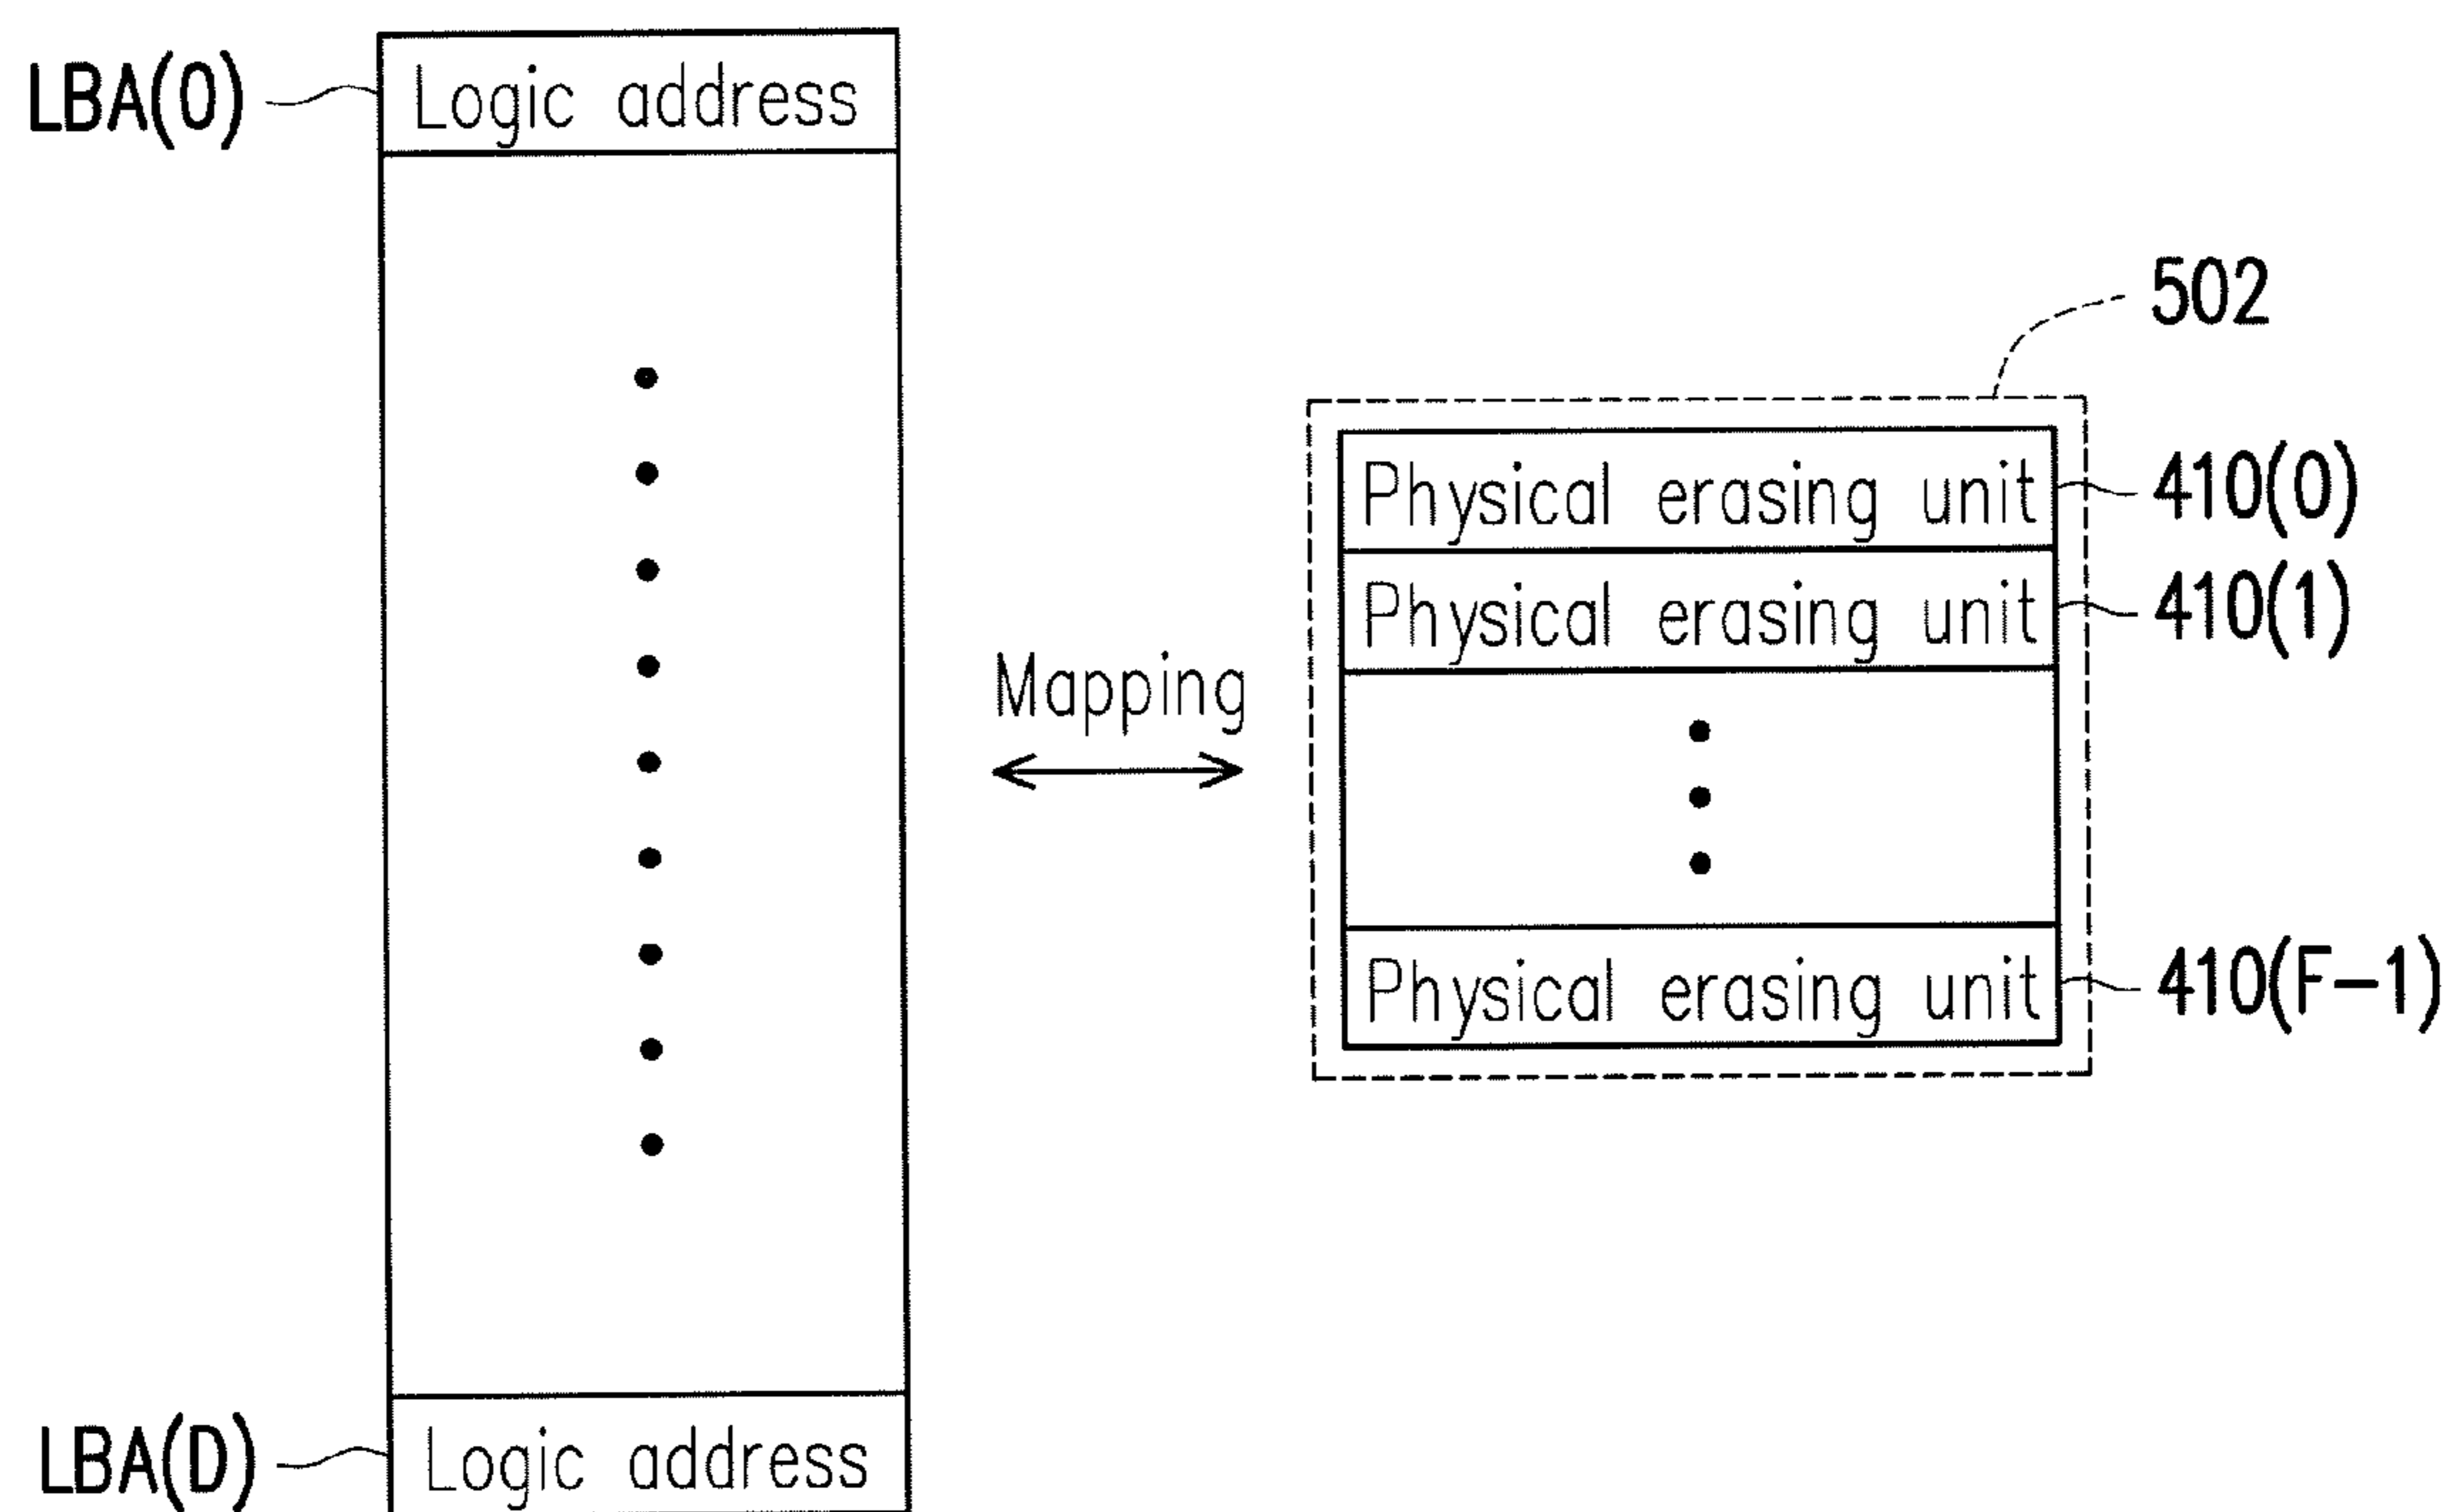 LBA(0)
Logic address
502
Physical erasing unit
410(0)
Physical erasing unit
410(1)
Mapping
Physical erasing unit
410(F-1)
LBA(D)
Logic address